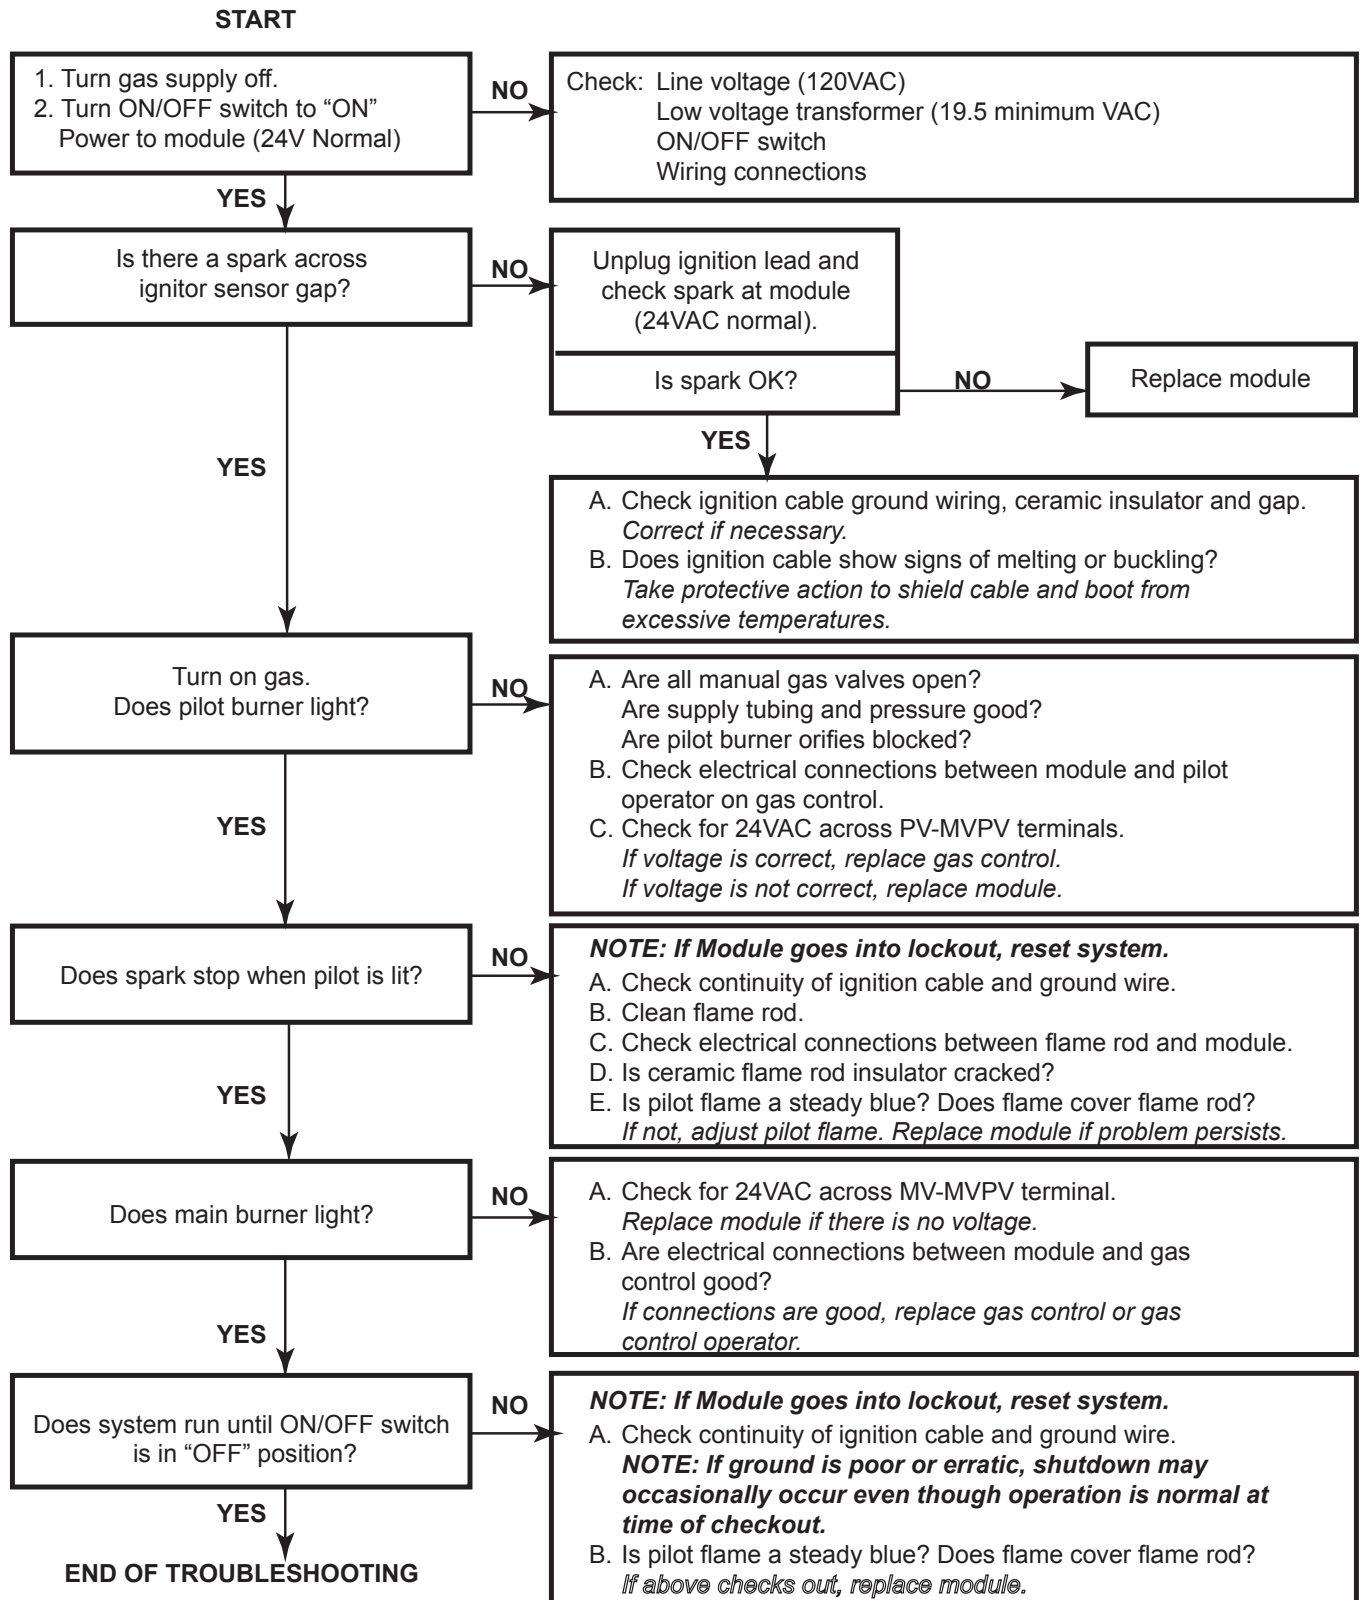 START
1. Turn gas supply off.
2. Turn ON/OFF switch to “ON”
Power to module (24V Normal)
NO
Check: Line voltage (120VAC)
Low voltage transformer (19.5 minimum VAC)
ON/OFF switch
Wiring connections
YES
Is there a spark across
ignitor sensor gap?
NO
Unplug ignition lead and
check spark at module
(24VAC normal).
Is spark OK?
NO
Replace module
YES
A. Check ignition cable ground wiring, ceramic insulator and gap.
Correct if necessary.
B. Does ignition cable show signs of melting or buckling?
Take protective action to shield cable and boot from
excessive temperatures.
YES
Turn on gas.
Does pilot burner light?
NO
A. Are all manual gas valves open?
Are supply tubing and pressure good?
Are pilot burner orifies blocked?
B. Check electrical connections between module and pilot
operator on gas control.
C. Check for 24VAC across PV-MVPV terminals.
If voltage is correct, replace gas control.
If voltage is not correct, replace module.
YES
Does spark stop when pilot is lit?
NO
NOTE: If Module goes into lockout, reset system.
A. Check continuity of ignition cable and ground wire.
B. Clean flame rod.
C. Check electrical connections between flame rod and module.
D. Is ceramic flame rod insulator cracked?
E. Is pilot flame a steady blue? Does flame cover flame rod?
If not, adjust pilot flame. Replace module if problem persists.
YES
Does main burner light?
NO
A. Check for 24VAC across MV-MVPV terminal.
Replace module if there is no voltage.
B. Are electrical connections between module and gas
control good?
If connections are good, replace gas control or gas
control operator.
YES
Does system run until ON/OFF switch
is in “OFF” position?
NO
NOTE: If Module goes into lockout, reset system.
A. Check continuity of ignition cable and ground wire.
NOTE: If ground is poor or erratic, shutdown may
occasionally occur even though operation is normal at
time of checkout.
B. Is pilot flame a steady blue? Does flame cover flame rod?
If above checks out, replace module.
YES
END OF TROUBLESHOOTING